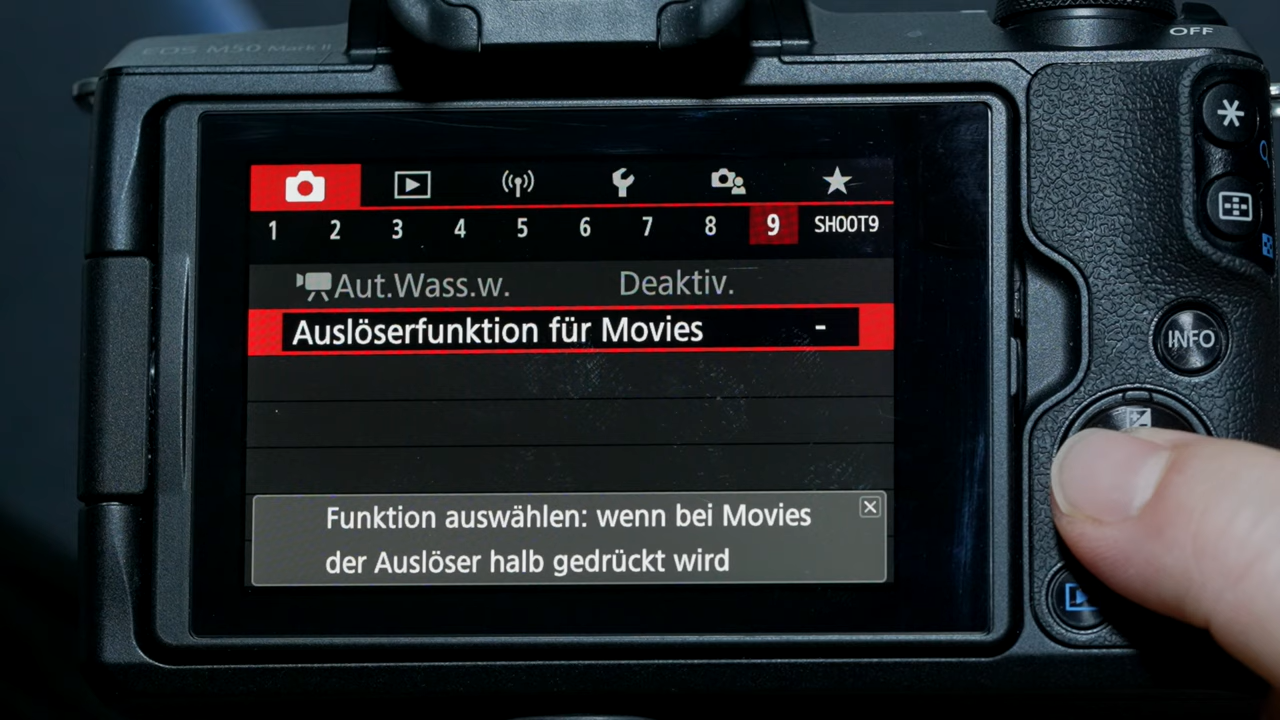 EOS M50 Mark II
OFF
1 2 3 4 5 6 7 8 9 SHOOT9
Aut.Wass.w. Deaktiv.
Auslöserfunktion für Movies -
INFO
Funktion auswählen: wenn bei Movies
der Auslöser halb gedrückt wird